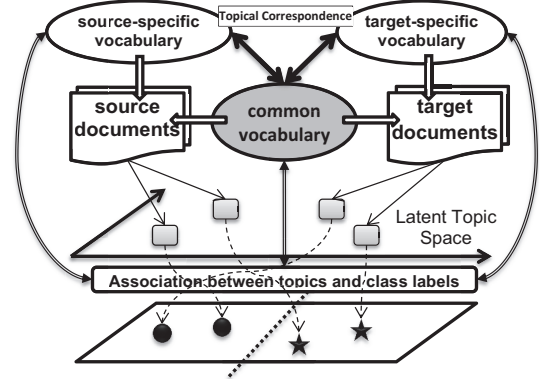 source-specific
vocabulary
Topical Correspondence
target-specific
vocabulary
source
documents
common
vocabulary
target
documents
Latent Topic
Space
Association between topics and class labels